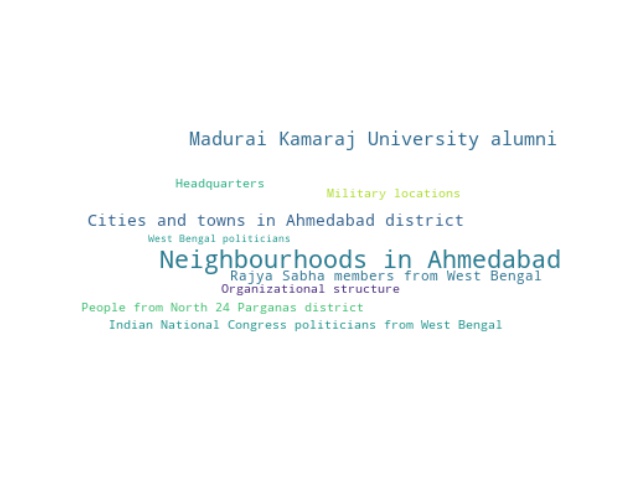 Madurai Kamaraj University alumni
Headquarters
Military locations
Cities and towns in Ahmedabad district
West Bengal politicians
Neighbourhoods in Ahmedabad
Rajya Sabha members from West Bengal
Organizational structure
People from North 24 Parganas district
Indian National Congress politicians from West Bengal